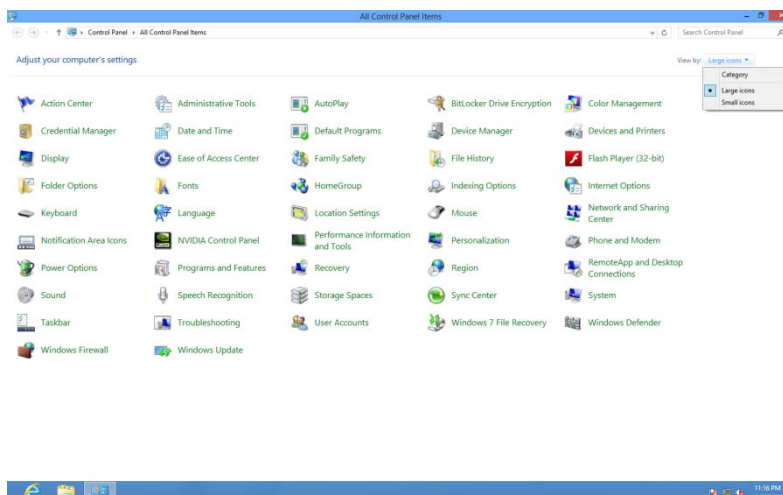 All Control Panel Items
Control Panel All Control Panel Items
Search Control Panel
Adjust your computer's settings
View by: Large icons
Category
Large icons
Small icons
Action Center Administrative Tools AutoPlay BitLocker Drive Encryption Color Management
Credential Manager Date and Time Default Programs Device Manager Devices and Printers
Display Ease of Access Center Family Safety File History Flash Player (32-bit)
Folder Options Fonts HomeGroup Indexing Options Internet Options
Keyboard Language Location Settings Mouse Network and Sharing Center
Notification Area Icons NVIDIA Control Panel Performance Information and Tools Personalization Phone and Modem
Power Options Programs and Features Recovery Region RemoteApp and Desktop Connections
Sound Speech Recognition Storage Spaces Sync Center System
Taskbar Troubleshooting User Accounts Windows 7 File Recovery Windows Defender
Windows Firewall Windows Update
11:16 PM